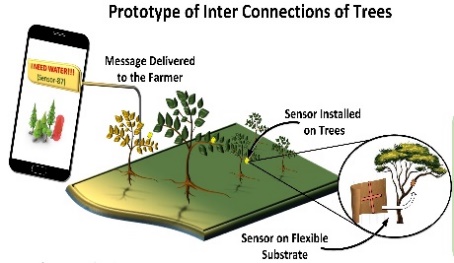 Prototype of Inter Connections of Trees
INEED WATER!!!
[Sensor-87]
Message Delivered
to the Farmer
Sensor Installed
on Trees
Sensor on Flexible
Substrate